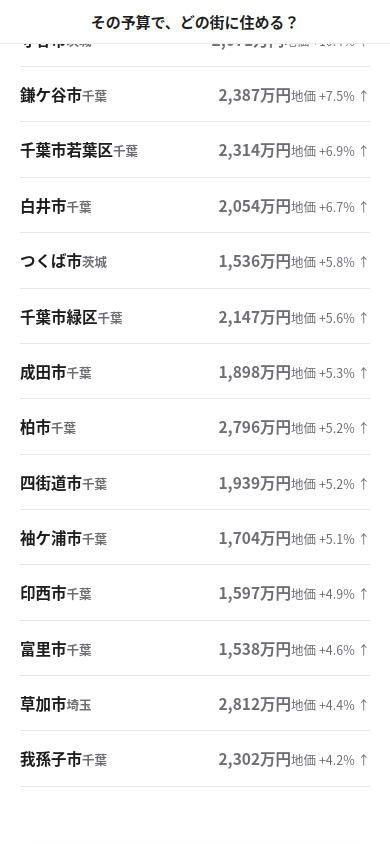 その予算で、どの街に住める？
鎌ケ谷市千葉 2,387万円地価 +7.5% ↑
千葉市若葉区千葉 2,314万円地価 +6.9% ↑
白井市千葉 2,054万円地価 +6.7% ↑
つくば市茨城 1,536万円地価 +5.8% ↑
千葉市緑区千葉 2,147万円地価 +5.6% ↑
成田市千葉 1,898万円地価 +5.3% ↑
柏市千葉 2,796万円地価 +5.2% ↑
四街道市千葉 1,939万円地価 +5.2% ↑
袖ケ浦市千葉 1,704万円地価 +5.1% ↑
印西市千葉 1,597万円地価 +4.9% ↑
富里市千葉 1,538万円地価 +4.6% ↑
草加市埼玉 2,812万円地価 +4.4% ↑
我孫子市千葉 2,302万円地価 +4.2% ↑